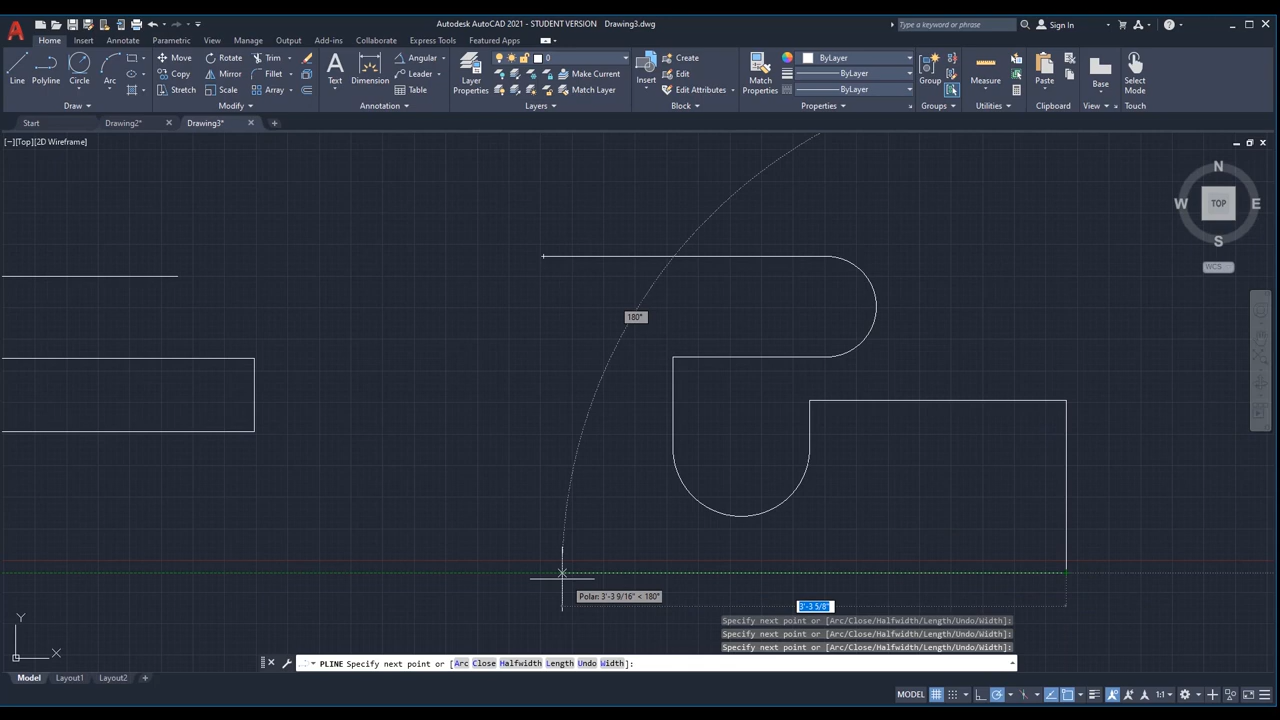 Autodesk AutoCAD 2021 - STUDENT VERSION Drawing3.dwg
Type a keyword or phrase
Sign In
Home Insert Annotate Parametric View Manage Output Add-ins Collaborate Express Tools Featured Apps
Move Rotate Trim
Copy Mirror Fillet
Stretch Scale Array
Line Polyline Circle Arc
Text Dimension
Angular
Leader
Table
Layer
Properties
0
Make Current
Match Layer
Insert
Create
Edit
Edit Attributes
Match
Properties
ByLayer
ByLayer
ByLayer
Group
Measure
Paste
Base
Select
Mode
Draw Modify Annotation Layers Block Properties Groups Utilities Clipboard View Touch
Start Drawing2* Drawing3*
[−][Top][2D Wireframe]
N
W TOP E
S
WCS
180°
Polar: 3'-3 9/16" < 180°
3'-3 5/8"
Y
X
Specify next point or [Arc/Close/Halfwidth/Length/Undo/Width]:
Specify next point or [Arc/Close/Halfwidth/Length/Undo/Width]:
Specify next point or [Arc/Close/Halfwidth/Length/Undo/Width]:
PLINE Specify next point or [Arc Close Halfwidth Length Undo Width]:
Model Layout1 Layout2
MODEL 1:1